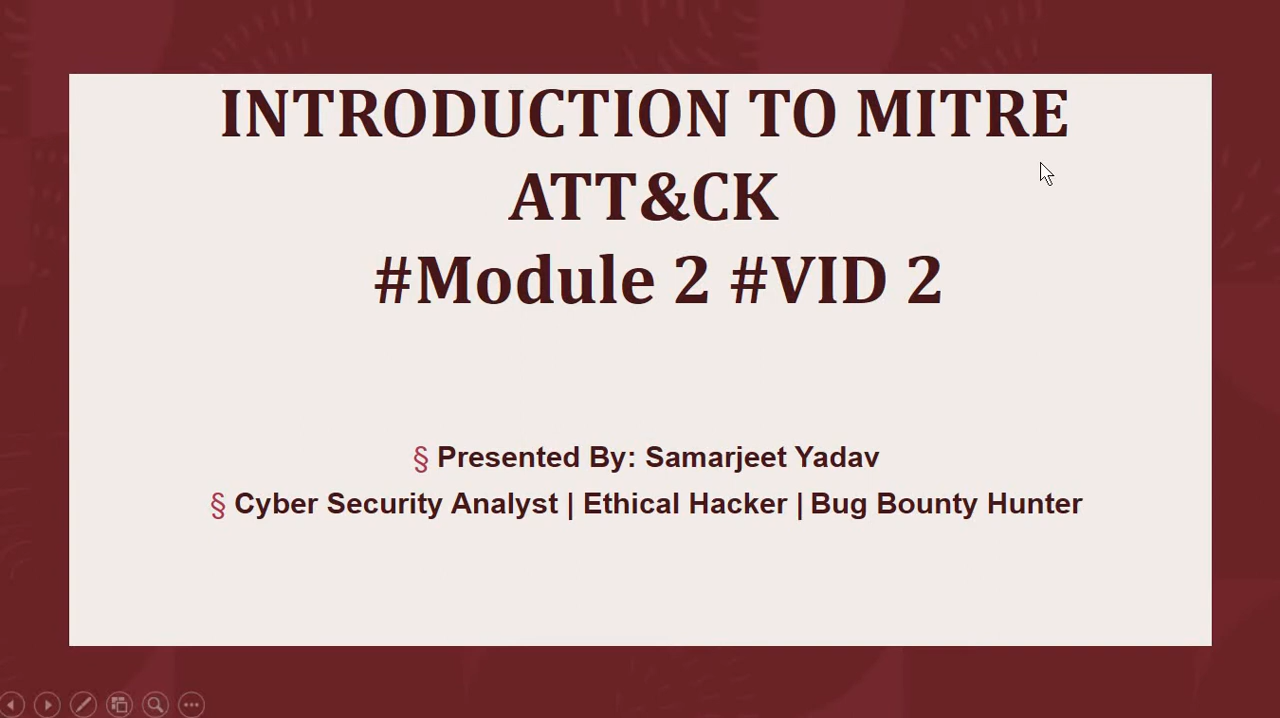 INTRODUCTION TO MITRE
ATT&CK
#Module 2 #VID 2
§ Presented By: Samarjeet Yadav
§ Cyber Security Analyst | Ethical Hacker | Bug Bounty Hunter